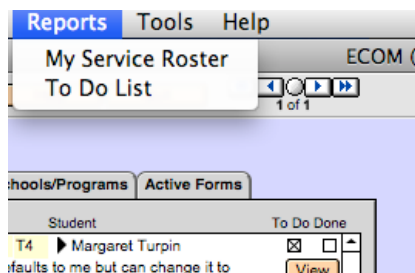 Reports Tools Help
My Service Roster
To Do List
ECOM (
1 of 1
chools/Programs Active Forms
Student To Do Done
T4 Margaret Turpin
efaults to me but can change it to
View